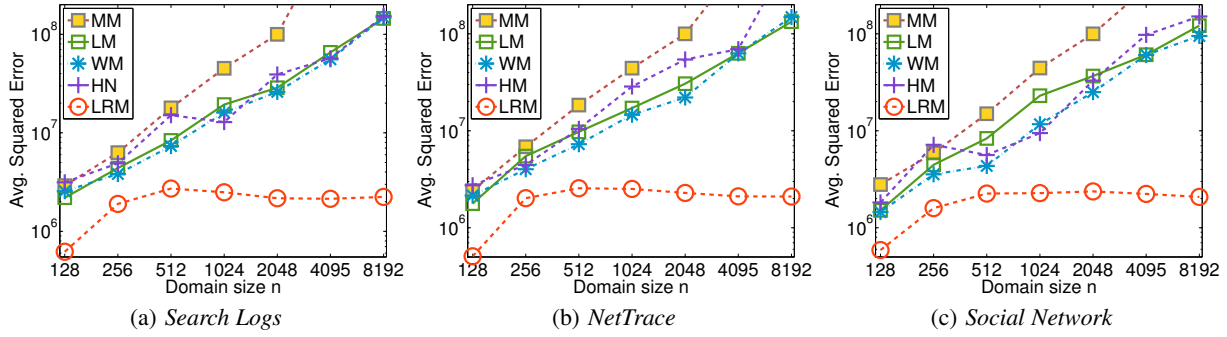 MM
LM
WM
HN
LRM
10^8
10^7
10^6
Avg. Squared Error
128 256 512 1024 2048 4095 8192
Domain size n
(a) Search Logs
MM
LM
WM
HM
LRM
10^8
10^7
10^6
Avg. Squared Error
128 256 512 1024 2048 4095 8192
Domain size n
(b) NetTrace
MM
LM
WM
HM
LRM
10^8
10^7
10^6
Avg. Squared Error
128 256 512 1024 2048 4095 8192
Domain size n
(c) Social Network